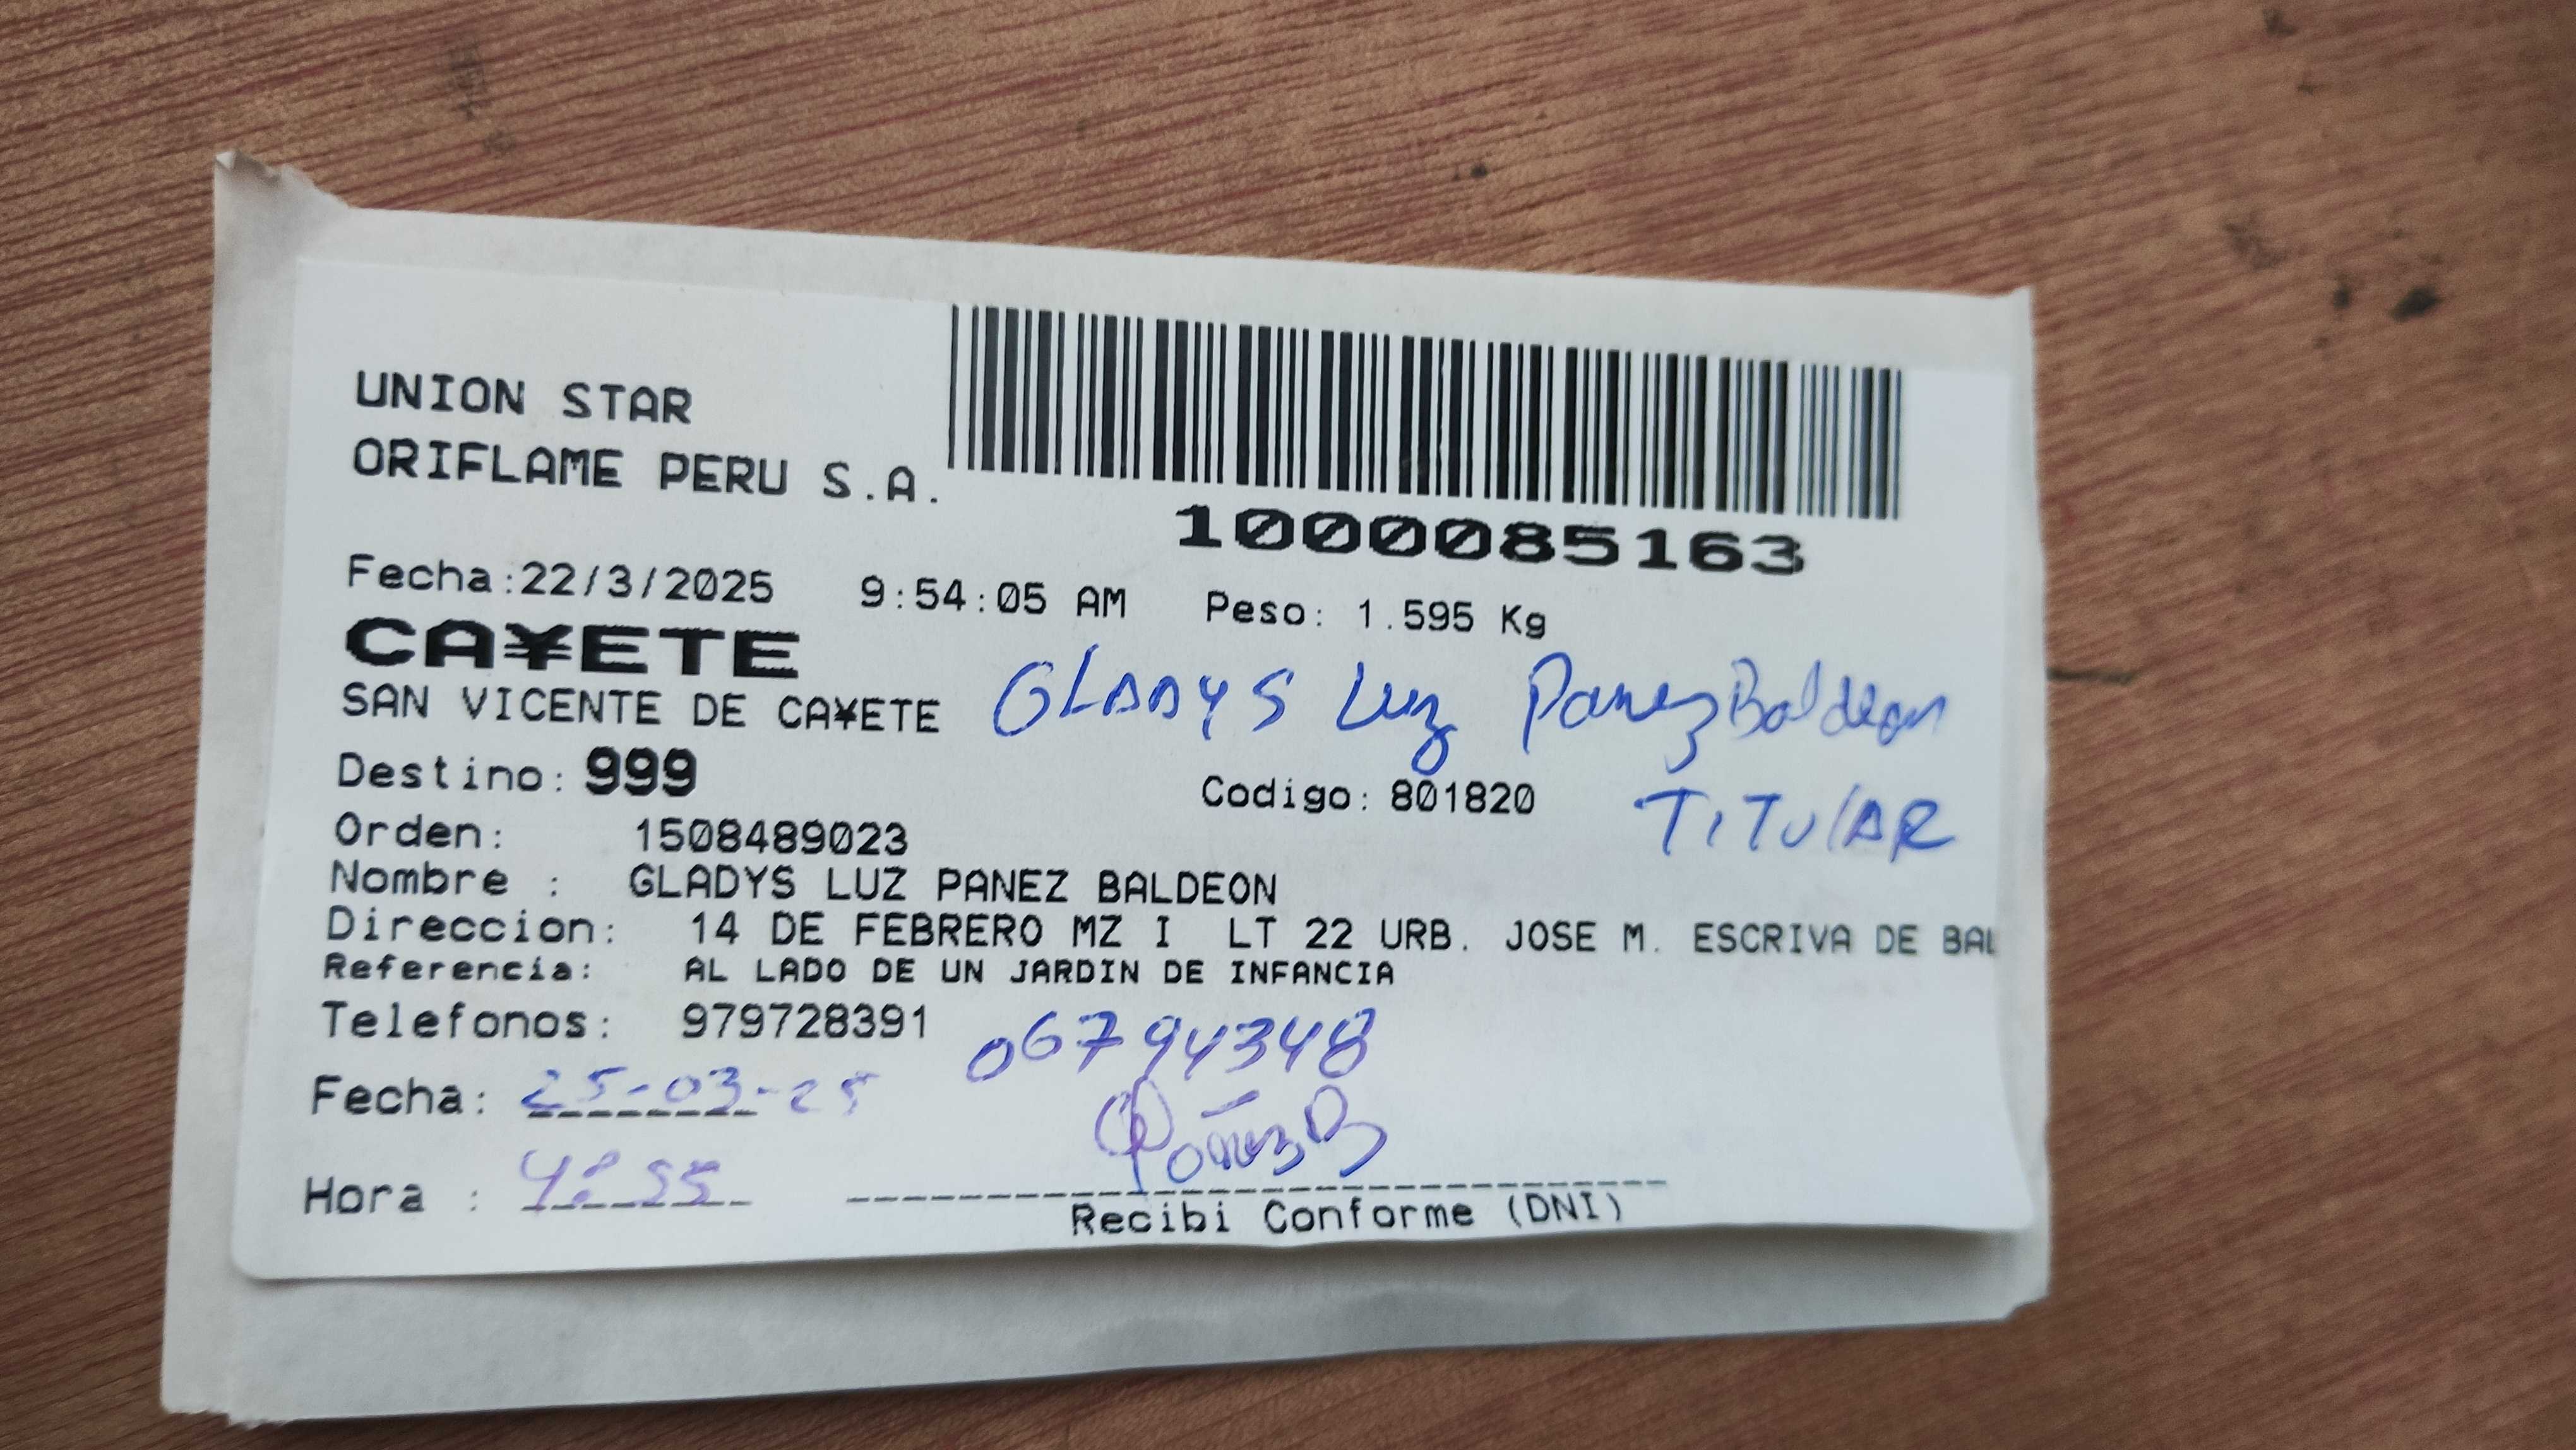 UNION STAR
ORIFLAME PERU S.A.
1000085163
Fecha:22/3/2025 9:54:05 AM Peso: 1.595 Kg
CA¥ETE
SAN VICENTE DE CA¥ETE GLADYS Luz Panez Baldeon
Destino: 999 Codigo: 801820 TITULAR
Orden: 1508489023
Nombre : GLADYS LUZ PANEZ BALDEON
Direccion: 14 DE FEBRERO MZ I LT 22 URB. JOSE M. ESCRIVA DE BAL
Referencia: AL LADO DE UN JARDIN DE INFANCIA
Telefonos: 979728391 06794348
Fecha: 25-03-25
Hora : 4:55
Recibi Conforme (DNI)